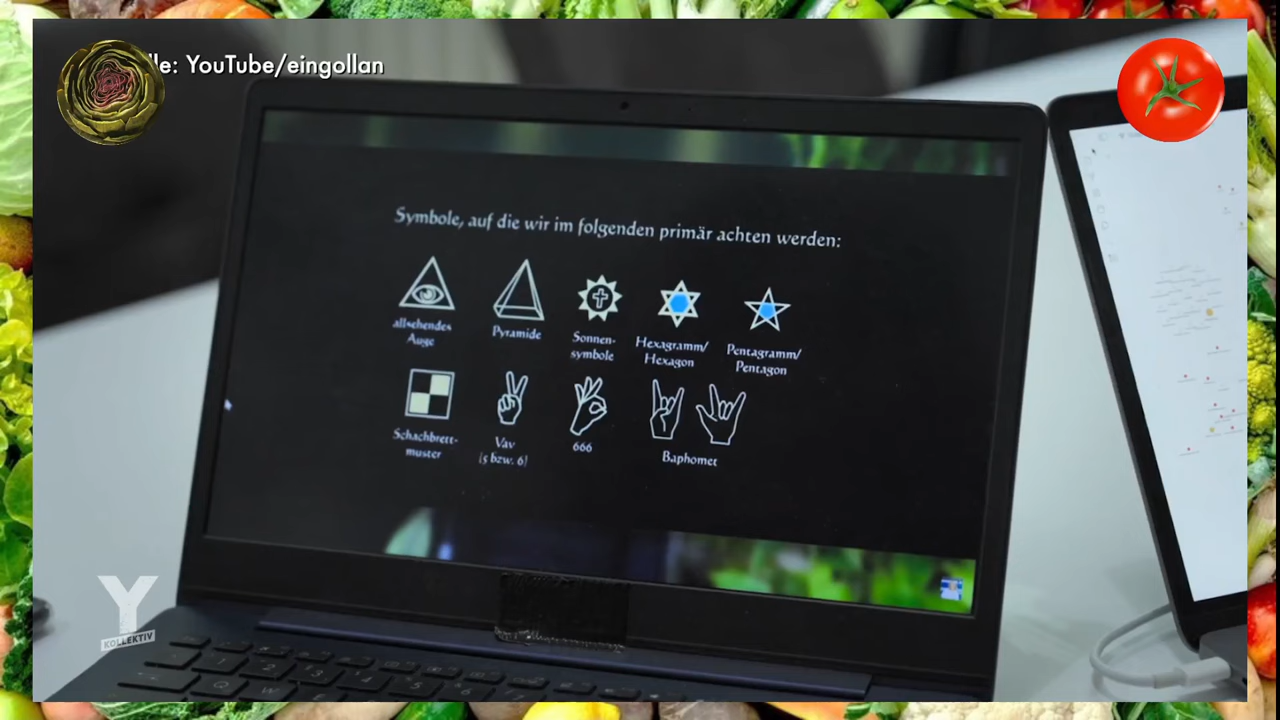 lle: YouTube/eingollan
Symbole, auf die wir im folgenden primär achten werden:
allsehendes
Auge
Pyramide
Sonnen-
symbole
Hexagramm/
Hexagon
Pentagramm/
Pentagon
Schachbrett-
muster
Vav
(5 bzw. 6)
666
Baphomet
Y
KOLLEKTIV